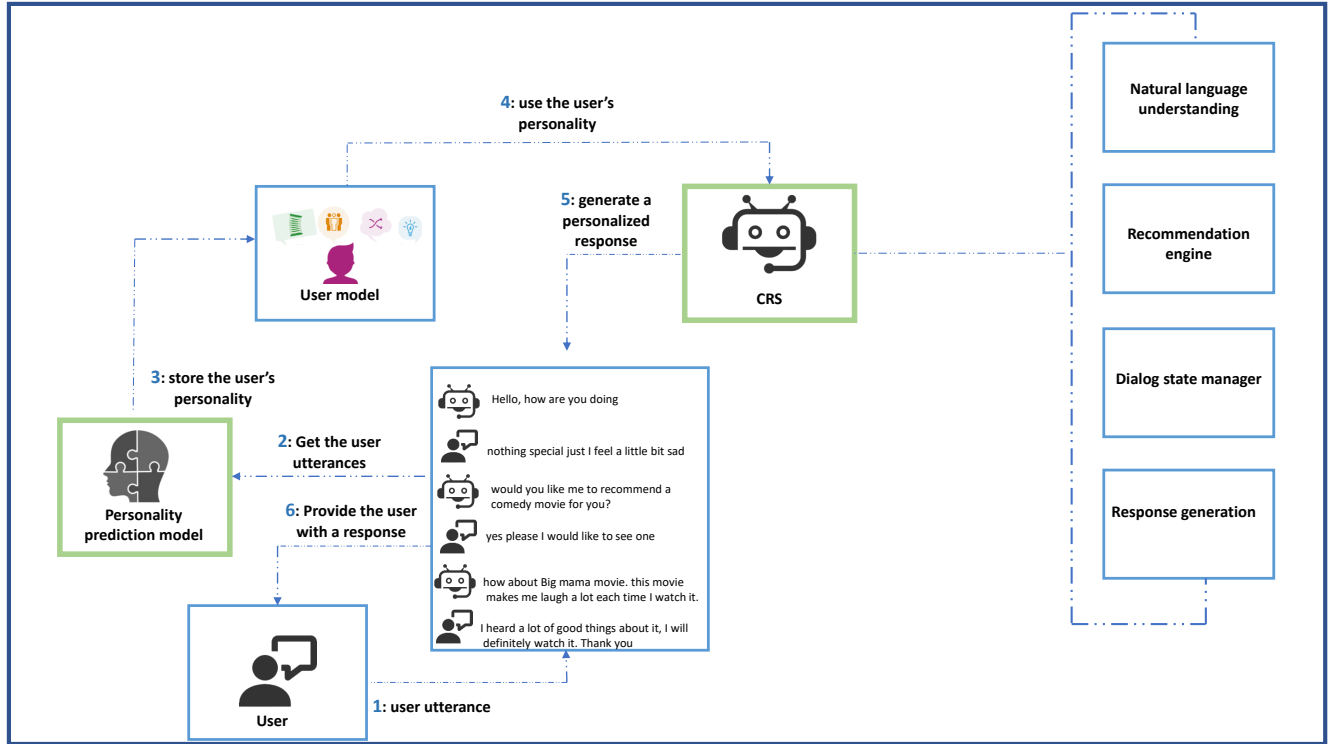 4: use the user's
personality
Natural language
understanding
5: generate a
personalized
response
Recommendation
engine
User model
CRS
3: store the user's
personality
Dialog state manager
Hello, how are you doing
2: Get the user
utterances
nothing special just I feel a little bit sad
would you like me to recommend a
comedy movie for you?
Personality
prediction model
6: Provide the user
with a response
yes please I would like to see one
Response generation
how about Big mama movie. this movie
makes me laugh a lot each time I watch it.
I heard a lot of good things about it, I will
definitely watch it. Thank you
User
1: user utterance